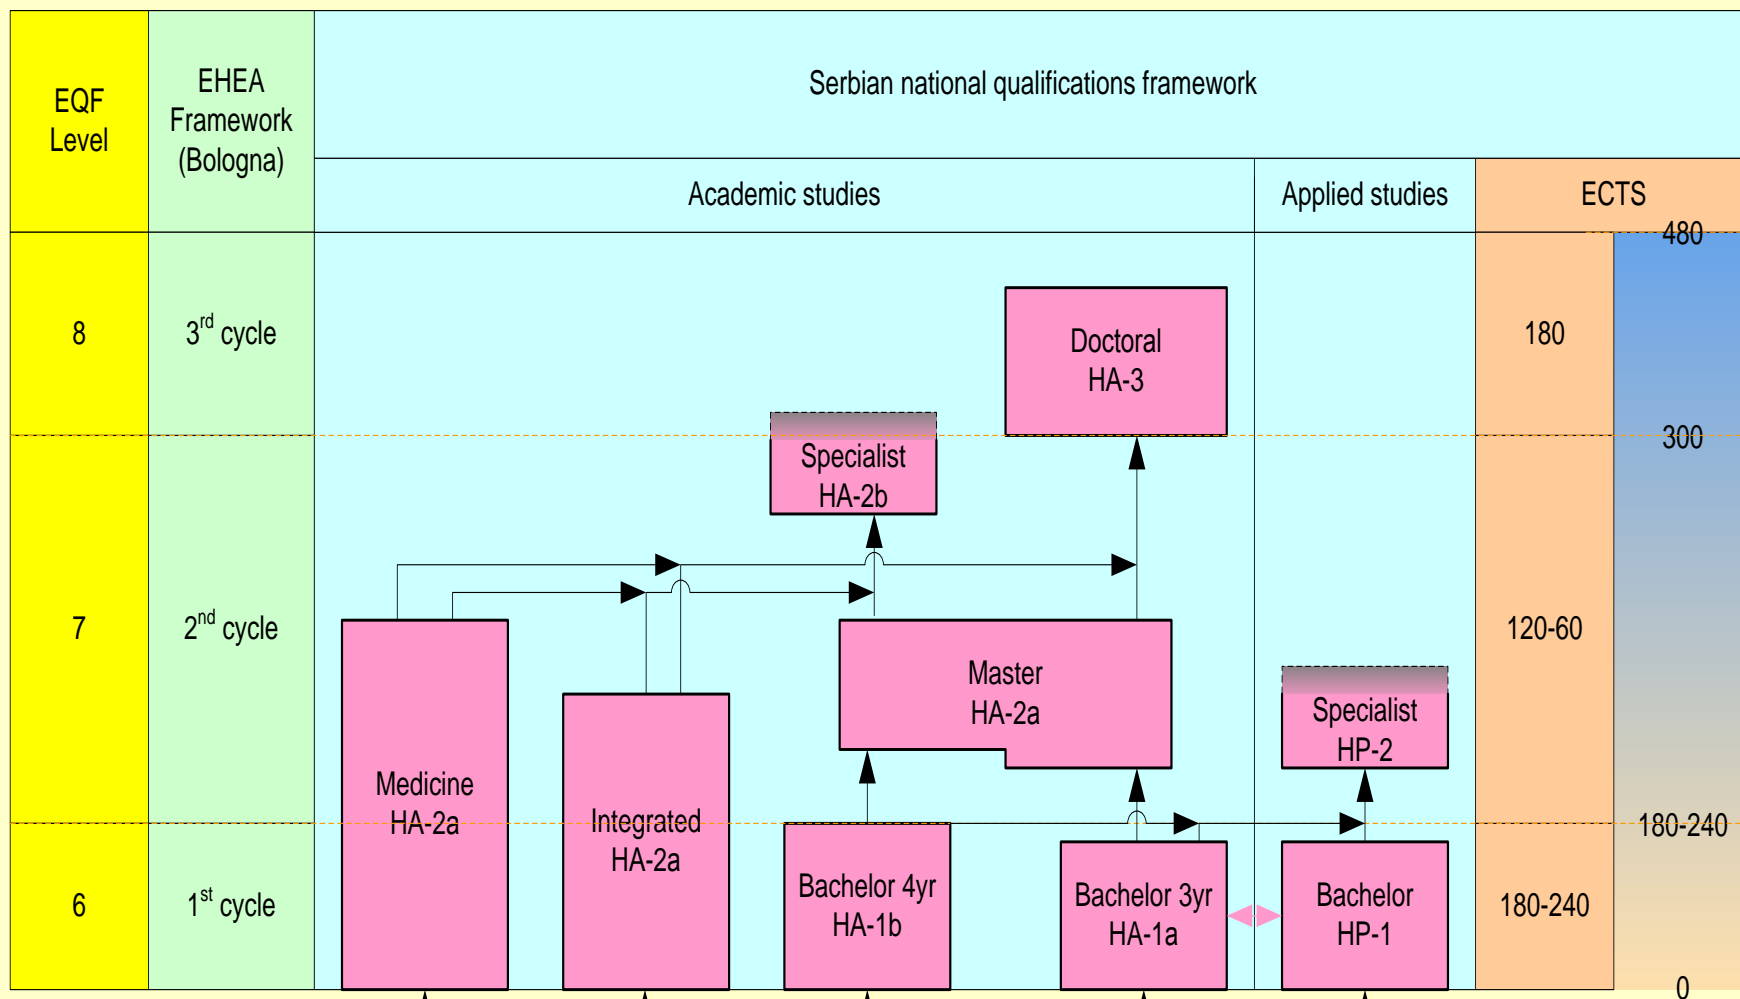 EQF
Level
EHEA
Framework
(Bologna)
Serbian national qualifications framework
Academic studies
Applied studies
ECTS
480
8
3rd cycle
Doctoral
HA-3
180
300
Specialist
HA-2b
7
2nd cycle
120-60
Master
HA-2a
Specialist
HP-2
Medicine
HA-2a
Integrated
HA-2a
180-240
6
1st cycle
Bachelor 4yr
HA-1b
Bachelor 3yr
HA-1a
Bachelor
HP-1
180-240
0